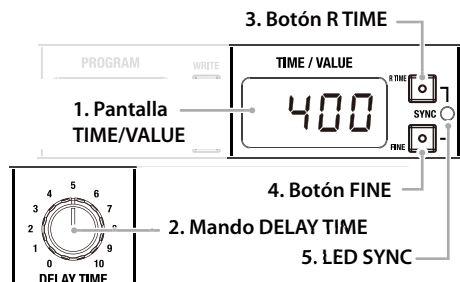 3. Botón R TIME
PROGRAM
WRITE
TIME / VALUE
R TIME
1. Pantalla
TIME/VALUE
400
SYNC
FINE
4. Botón FINE
2. Mando DELAY TIME
5. LED SYNC
0 1 2 3 4 5 6 7 8 9 10
DELAY TIME